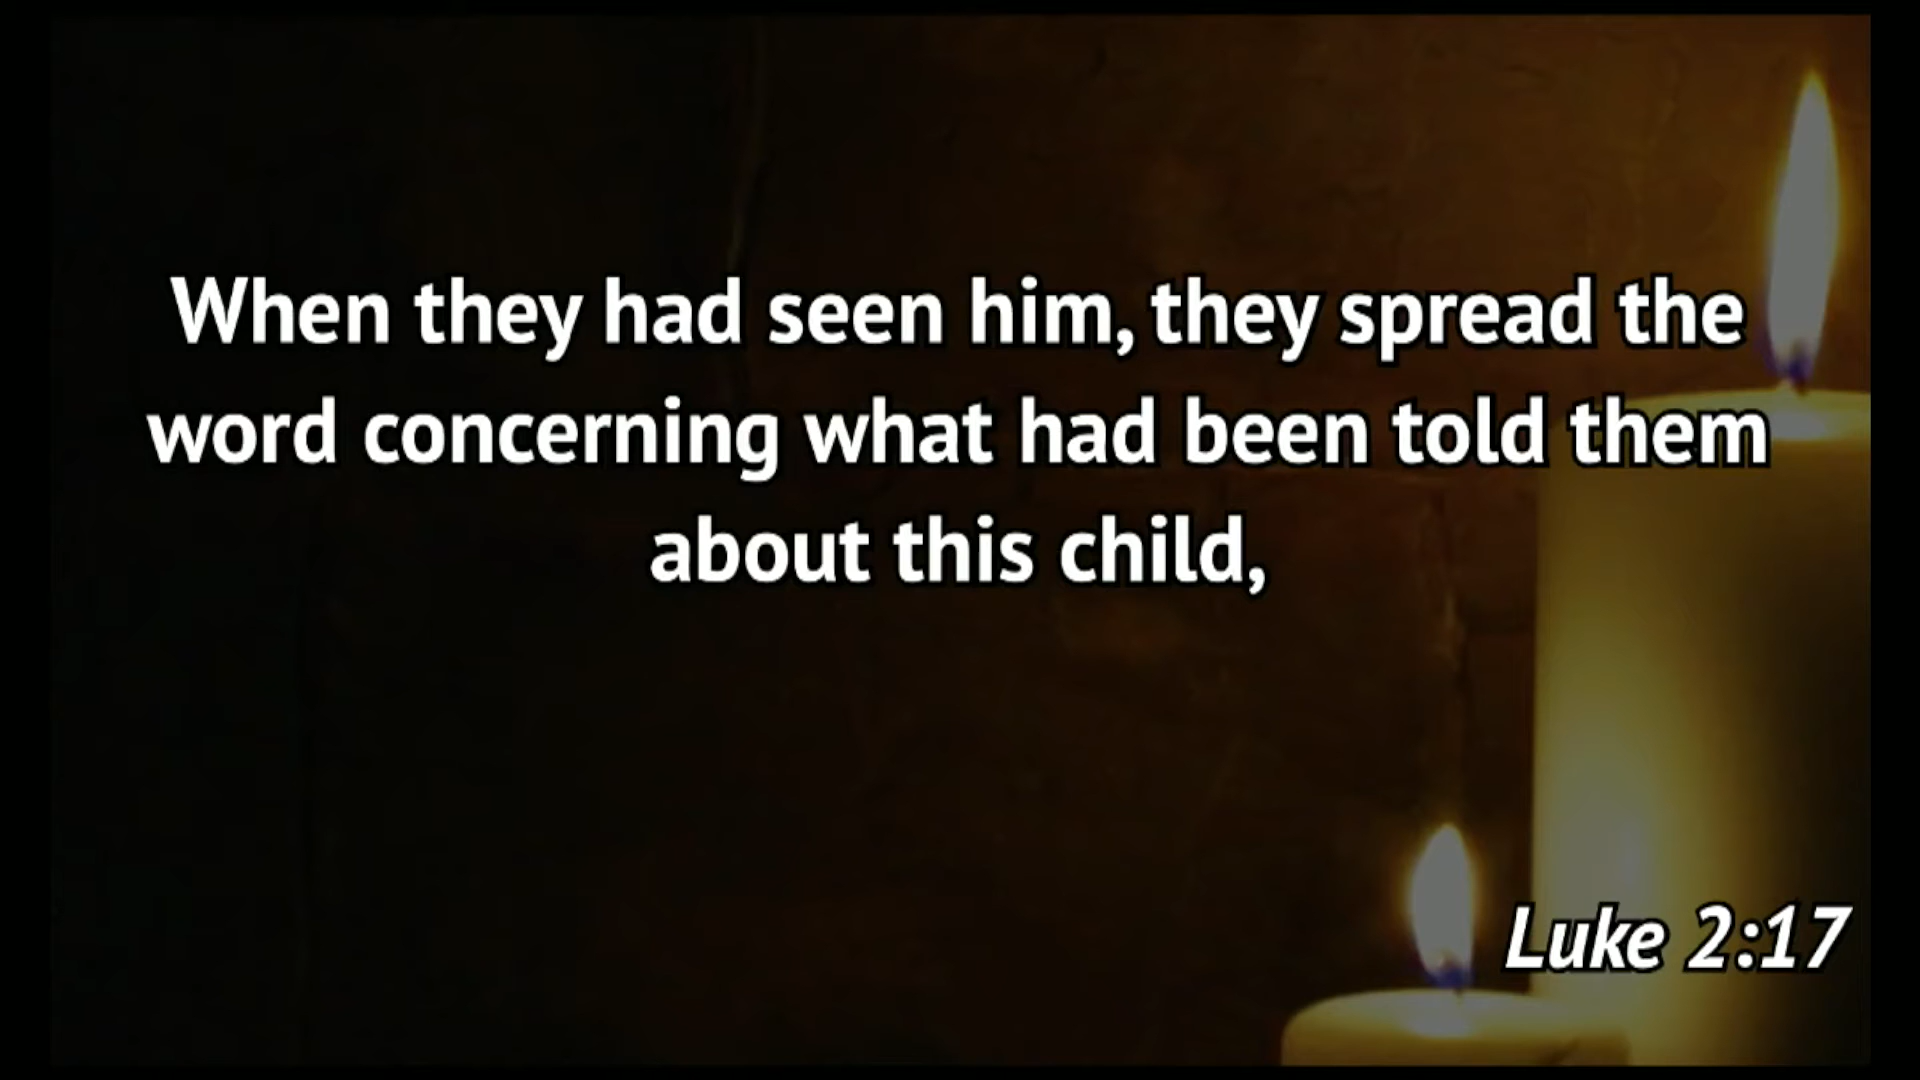 When they had seen him, they spread the
word concerning what had been told them
about this child,
Luke 2:17